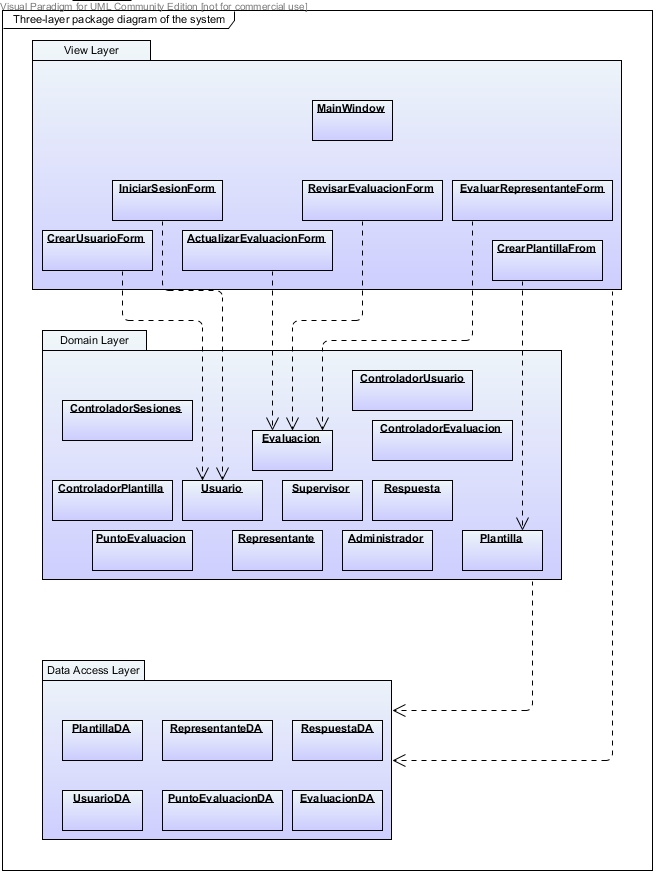 Visual Paradigm for UML Community Edition [not for commercial use]
Three-layer package diagram of the system
View Layer
MainWindow
IniciarSesionForm
RevisarEvaluacionForm
EvaluarRepresentanteForm
CrearUsuarioForm
ActualizarEvaluacionForm
CrearPlantillaFrom
Domain Layer
ControladorUsuario
ControladorSesiones
ControladorEvaluacion
Evaluacion
ControladorPlantilla
Usuario
Supervisor
Respuesta
PuntoEvaluacion
Representante
Administrador
Plantilla
Data Access Layer
PlantillaDA
RepresentanteDA
RespuestaDA
UsuarioDA
PuntoEvaluacionDA
EvaluacionDA